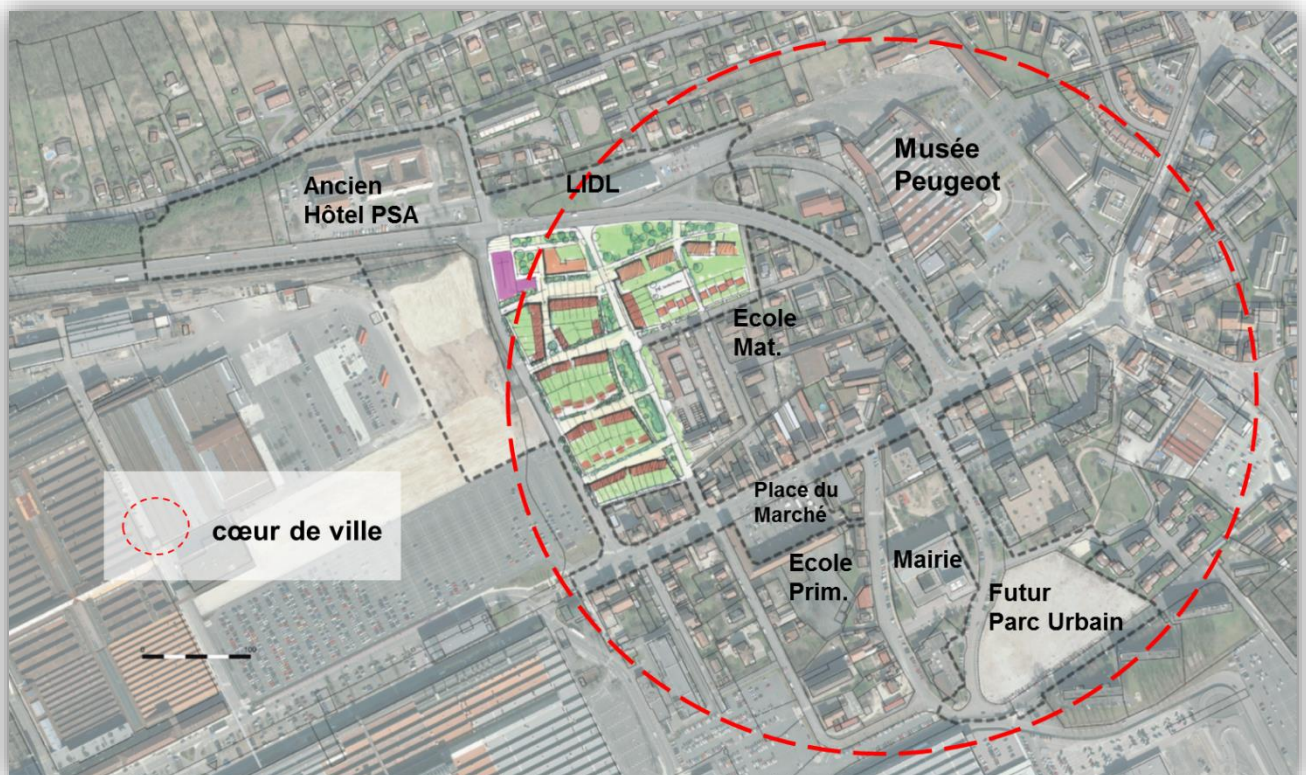 Musée
Peugeot
Ancien
Hôtel PSA
LIDL
Ecole
Mat.
Place du
Marché
cœur de ville
Ecole
Prim.
Mairie
Futur
Parc Urbain
100